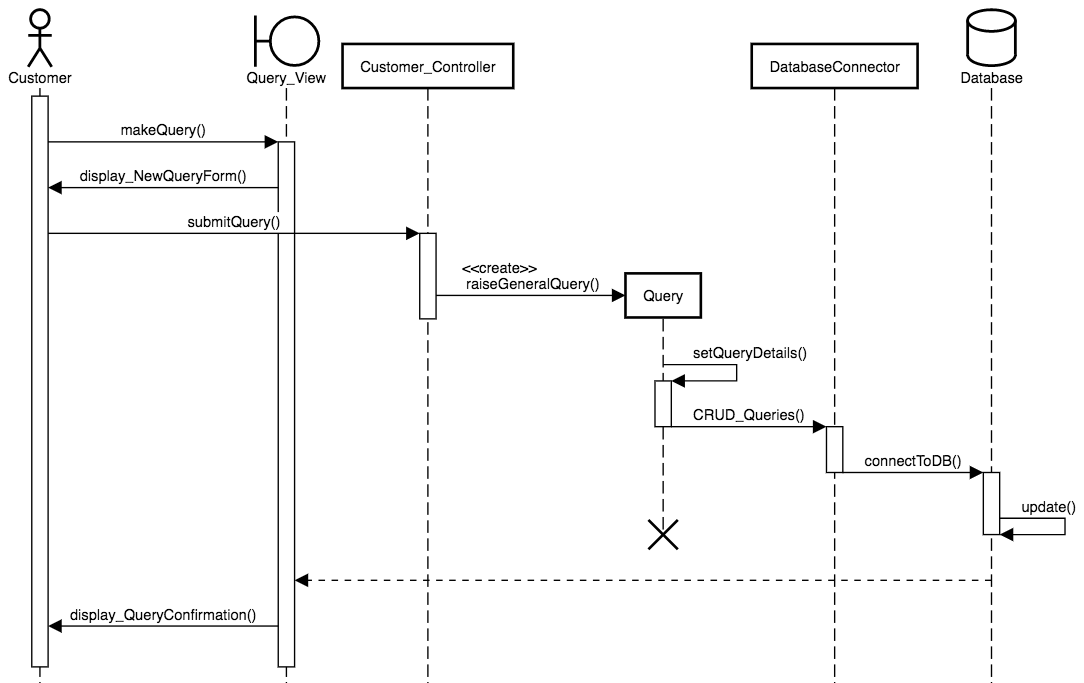 Customer
Query_View
Customer_Controller
DatabaseConnector
Database
makeQuery()
display_NewQueryForm()
submitQuery()
<<create>>
raiseGeneralQuery()
Query
setQueryDetails()
CRUD_Queries()
connectToDB()
update()
display_QueryConfirmation()